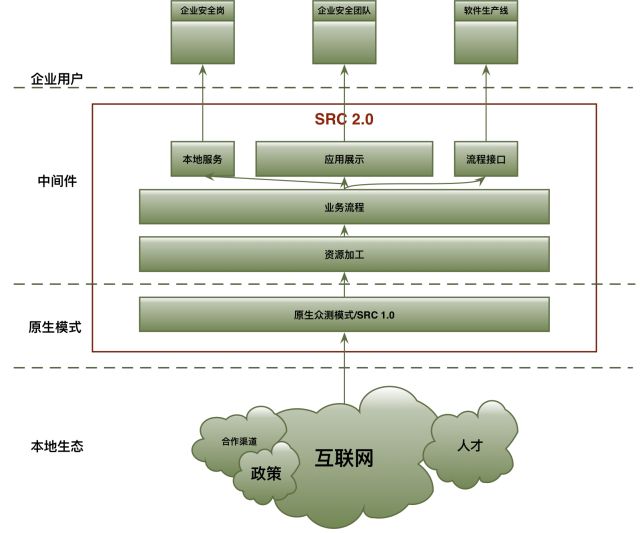 企业安全岗
企业安全团队
软件生产线
企业用户
SRC 2.0
本地服务
应用展示
流程接口
中间件
业务流程
资源加工
原生众测模式/SRC 1.0
原生模式
合作渠道
互联网
人才
本地生态
政策